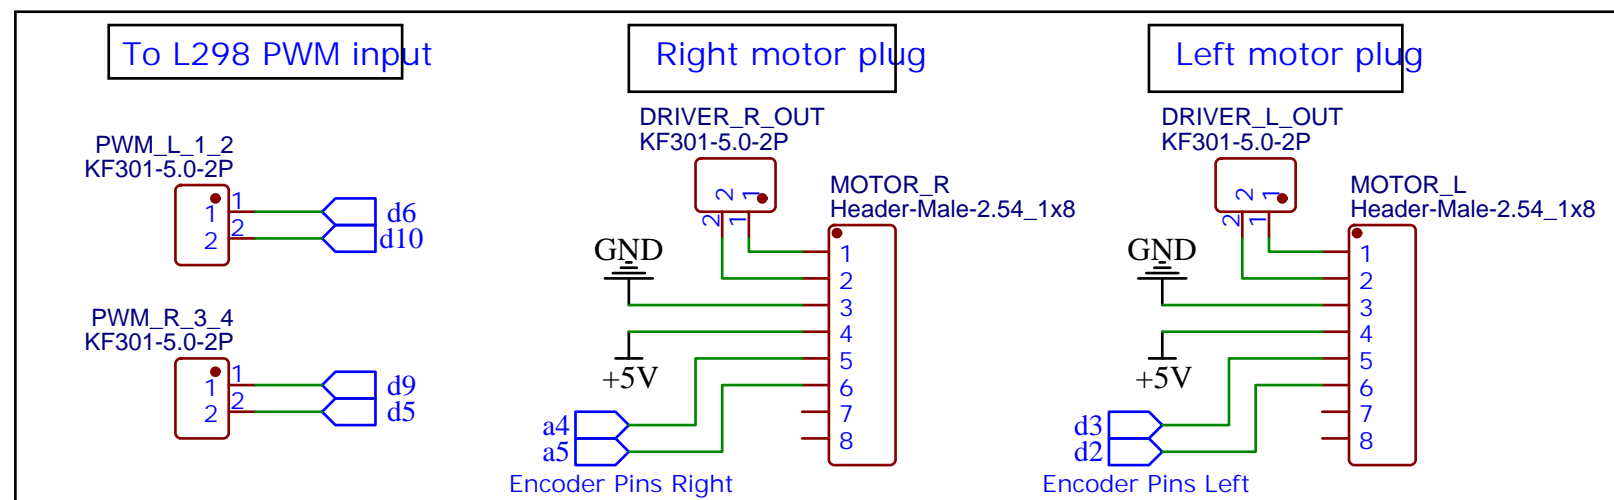 To L298 PWM input
PWM_L_1_2
KF301-5.0-2P
1 1 d6
2 2 d10
PWM_R_3_4
KF301-5.0-2P
1 1 d9
2 2 d5
Right motor plug
DRIVER_R_OUT
KF301-5.0-2P
2 1
2 1
MOTOR_R
Header-Male-2.54_1x8
1
2
3
4
5
6
7
8
GND
+5V
a4
a5
Encoder Pins Right
Left motor plug
DRIVER_L_OUT
KF301-5.0-2P
2 1
2 1
MOTOR_L
Header-Male-2.54_1x8
1
2
3
4
5
6
7
8
GND
+5V
d3
d2
Encoder Pins Left